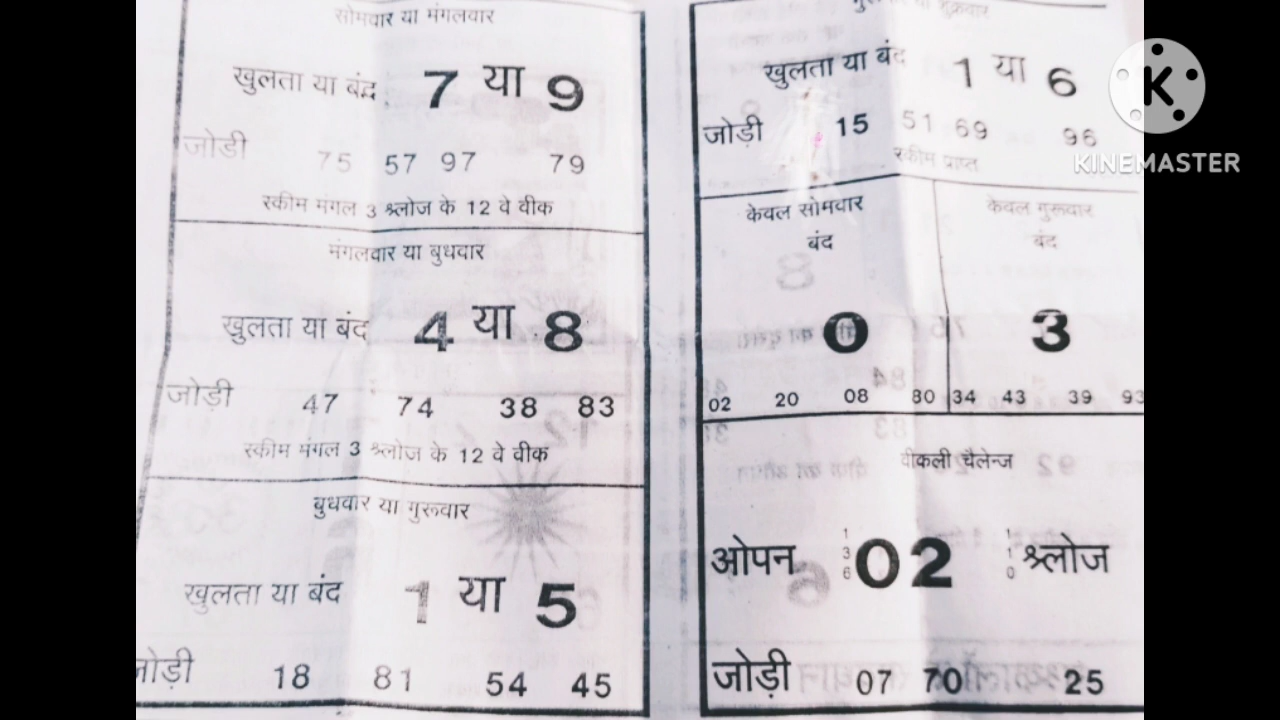 सोमवार या मंगलवार
खुलता या बंद 7 या 9
जोड़ी 75 57 97 79
स्कीम मंगल 3 श्लोज के 12 वे वीक
मंगलवार या बुधवार
खुलता या बंद 4 या 8
जोड़ी 47 74 38 83
स्कीम मंगल 3 श्लोज के 12 वे वीक
बुधवार या गुरूवार
खुलता या बंद 1 या 5
जोड़ी 18 81 54 45
या शुक्रवार
खुलता या बंद 1 या 6
जोड़ी 15 51 69 96
स्कीम प्राप्त
केवल सोमवार
बंद
0
02 20 08 80
केवल गुरूवार
बंद
3
34 43 39 93
वीकली चैलेन्ज
ओपन 136 02 श्लोज
जोड़ी 07 70 25
KINEMASTER